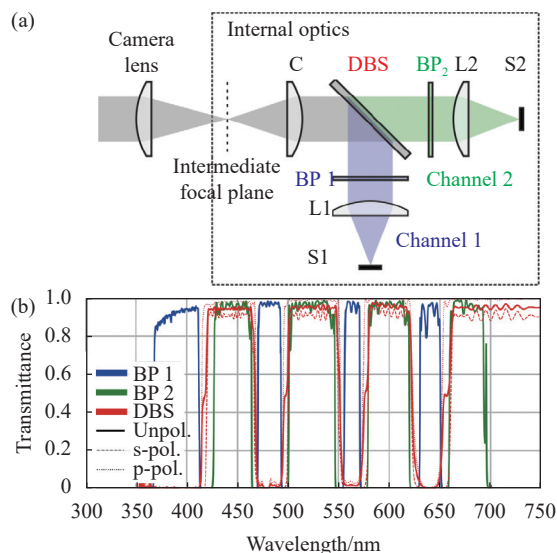 (a)
Internal optics
Camera
lens
C
DBS
BP₂
L2
S2
Intermediate
focal plane
BP 1
Channel 2
L1
Channel 1
S1
(b)
1.0
0.8
0.6
0.4
0.2
0
Transmittance
BP 1
BP 2
DBS
Unpol.
s-pol.
p-pol.
300 350 400 450 500 550 600 650 700 750
Wavelength/nm